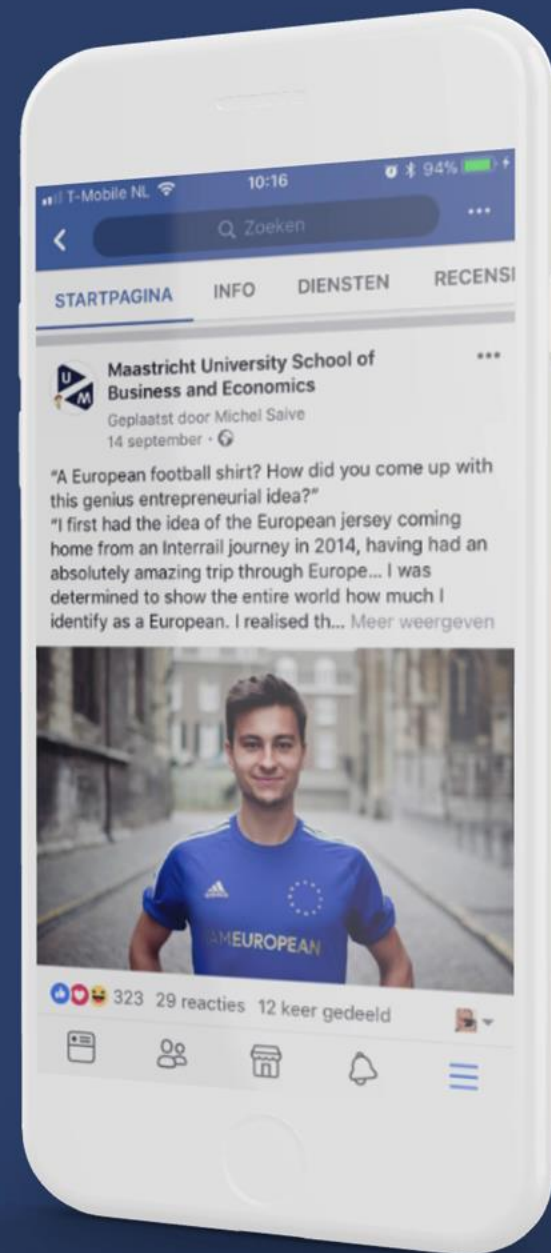 T-Mobile NL 10:16 94%
Zoeken
STARTPAGINA INFO DIENSTEN RECENSI
U
M
Maastricht University School of
Business and Economics
Geplaatst door Michel Salve
14 september ·
“A European football shirt? How did you come up with
this genius entrepreneurial idea?”
“I first had the idea of the European jersey coming
home from an Interrail journey in 2014, having had an
absolutely amazing trip through Europe... I was
determined to show the entire world how much I
identify as a European. I realised th... Meer weergeven
adidas
AMEUROPEAN
323 29 reacties 12 keer gedeeld